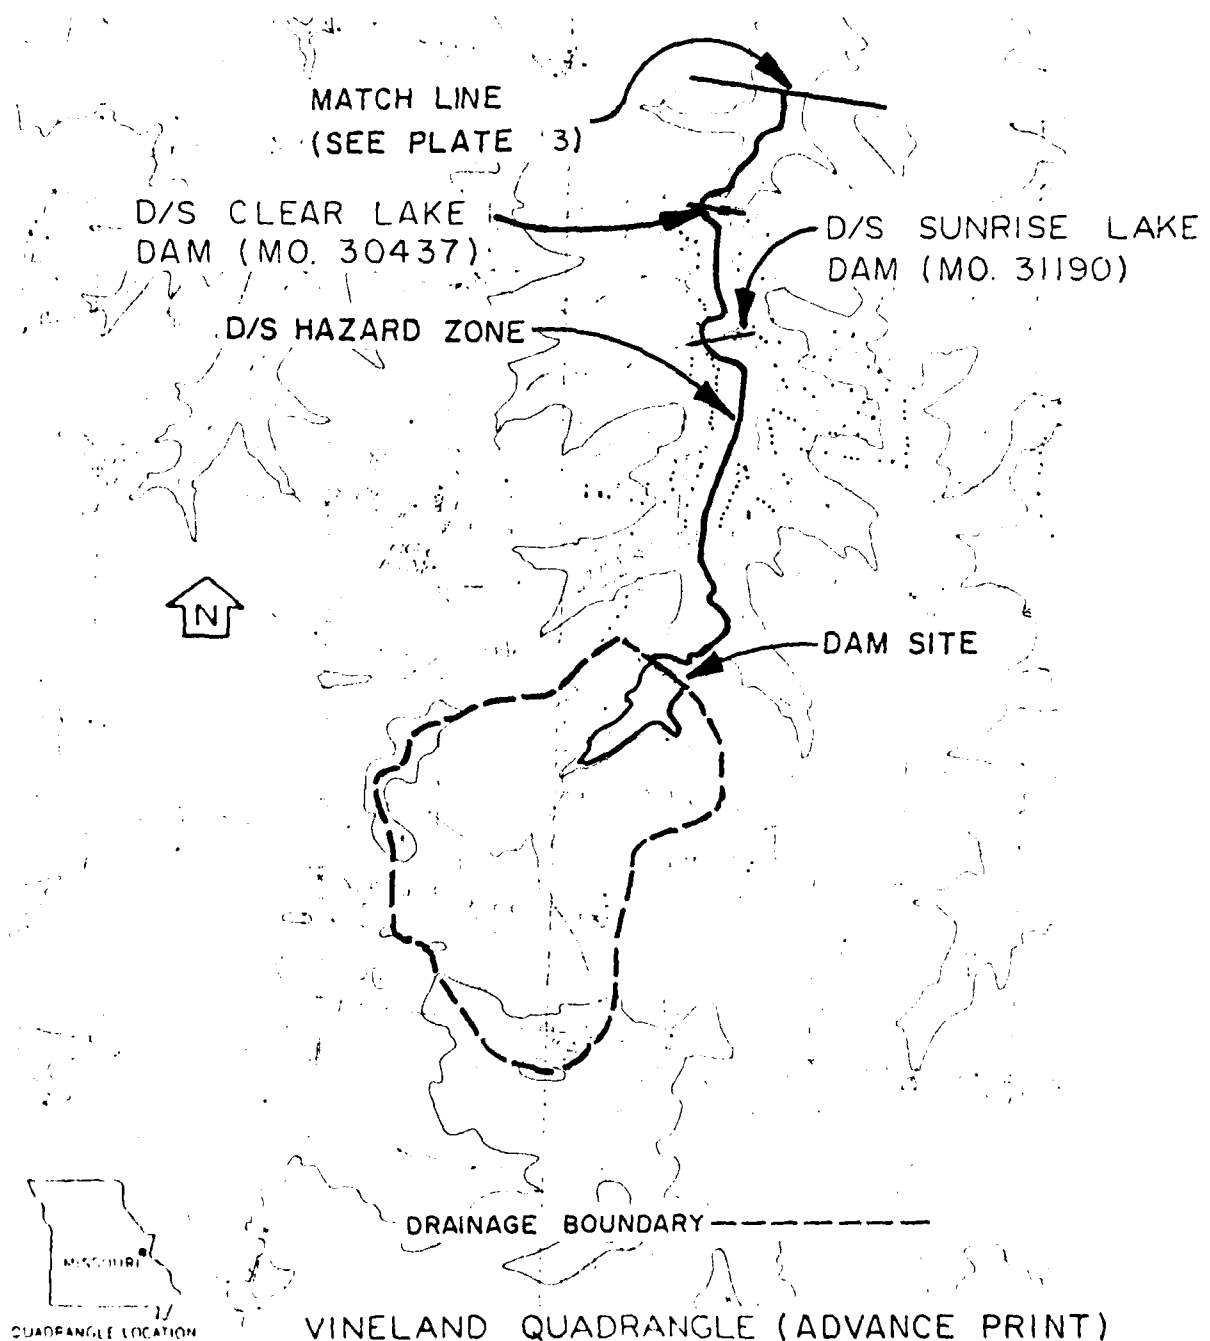 MATCH LINE
(SEE PLATE 3)
D/S CLEAR LAKE
DAM (MO. 30437)
D/S SUNRISE LAKE
DAM (MO. 31190)
D/S HAZARD ZONE
N
DAM SITE
DRAINAGE BOUNDARY
MISSOURI
QUADRANGLE LOCATION
VINELAND QUADRANGLE (ADVANCE PRINT)